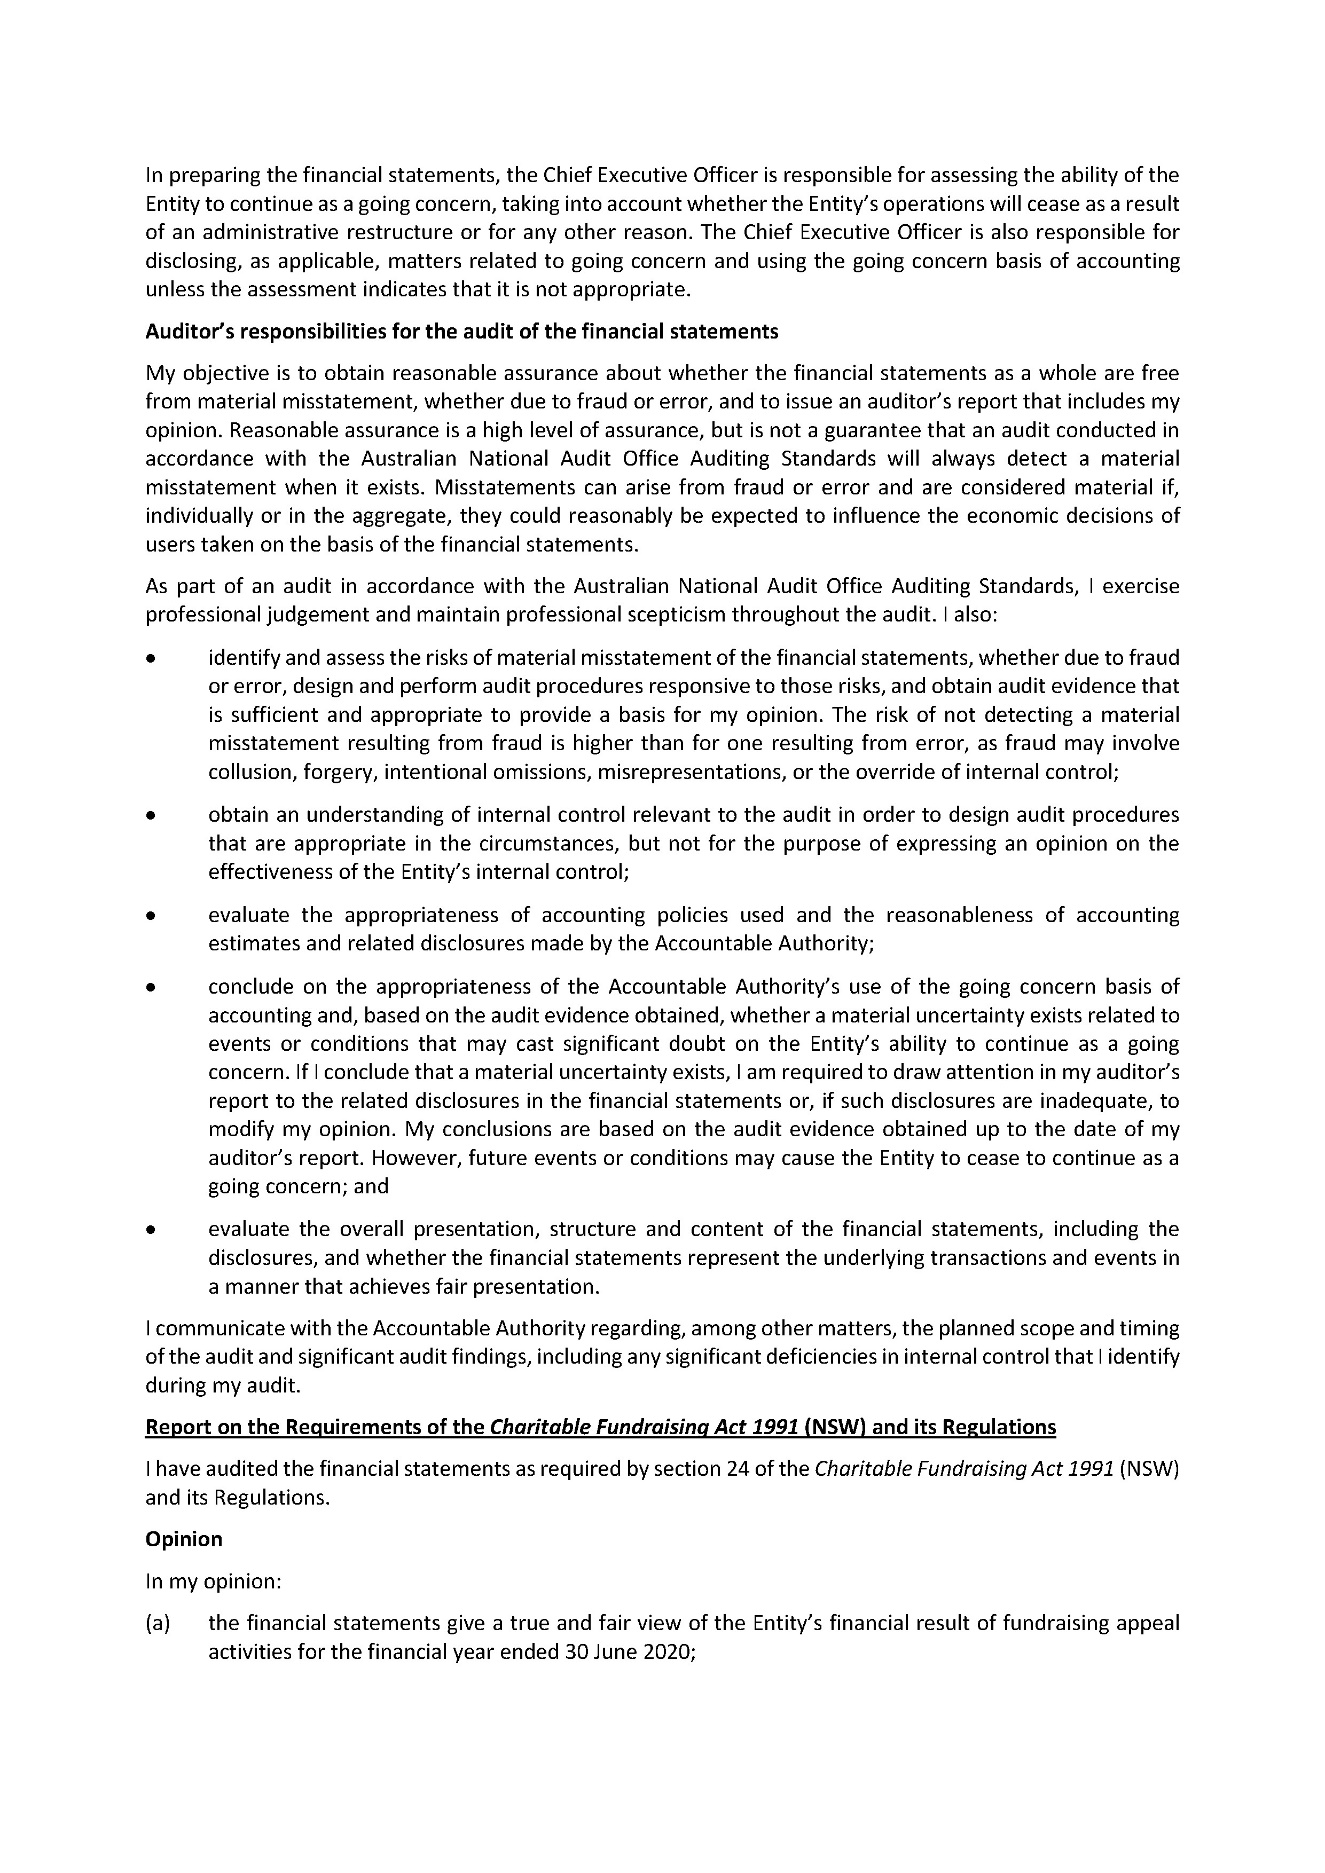 In preparing the financial statements, the Chief Executive Officer is responsible for assessing the ability of the
Entity to continue as a going concern, taking into account whether the Entity’s operations will cease as a result
of an administrative restructure or for any other reason. The Chief Executive Officer is also responsible for
disclosing, as applicable, matters related to going concern and using the going concern basis of accounting
unless the assessment indicates that it is not appropriate.
Auditor’s responsibilities for the audit of the financial statements
My objective is to obtain reasonable assurance about whether the financial statements as a whole are free
from material misstatement, whether due to fraud or error, and to issue an auditor’s report that includes my
opinion. Reasonable assurance is a high level of assurance, but is not a guarantee that an audit conducted in
accordance with the Australian National Audit Office Auditing Standards will always detect a material
misstatement when it exists. Misstatements can arise from fraud or error and are considered material if,
individually or in the aggregate, they could reasonably be expected to influence the economic decisions of
users taken on the basis of the financial statements.
As part of an audit in accordance with the Australian National Audit Office Auditing Standards, I exercise
professional judgement and maintain professional scepticism throughout the audit. I also:
• identify and assess the risks of material misstatement of the financial statements, whether due to fraud
or error, design and perform audit procedures responsive to those risks, and obtain audit evidence that
is sufficient and appropriate to provide a basis for my opinion. The risk of not detecting a material
misstatement resulting from fraud is higher than for one resulting from error, as fraud may involve
collusion, forgery, intentional omissions, misrepresentations, or the override of internal control;
• obtain an understanding of internal control relevant to the audit in order to design audit procedures
that are appropriate in the circumstances, but not for the purpose of expressing an opinion on the
effectiveness of the Entity’s internal control;
• evaluate the appropriateness of accounting policies used and the reasonableness of accounting
estimates and related disclosures made by the Accountable Authority;
• conclude on the appropriateness of the Accountable Authority’s use of the going concern basis of
accounting and, based on the audit evidence obtained, whether a material uncertainty exists related to
events or conditions that may cast significant doubt on the Entity’s ability to continue as a going
concern. If I conclude that a material uncertainty exists, I am required to draw attention in my auditor’s
report to the related disclosures in the financial statements or, if such disclosures are inadequate, to
modify my opinion. My conclusions are based on the audit evidence obtained up to the date of my
auditor’s report. However, future events or conditions may cause the Entity to cease to continue as a
going concern; and
• evaluate the overall presentation, structure and content of the financial statements, including the
disclosures, and whether the financial statements represent the underlying transactions and events in
a manner that achieves fair presentation.
I communicate with the Accountable Authority regarding, among other matters, the planned scope and timing
of the audit and significant audit findings, including any significant deficiencies in internal control that I identify
during my audit.
Report on the Requirements of the Charitable Fundraising Act 1991 (NSW) and its Regulations
I have audited the financial statements as required by section 24 of the Charitable Fundraising Act 1991 (NSW)
and its Regulations.
Opinion
In my opinion:
(a) the financial statements give a true and fair view of the Entity’s financial result of fundraising appeal
activities for the financial year ended 30 June 2020;